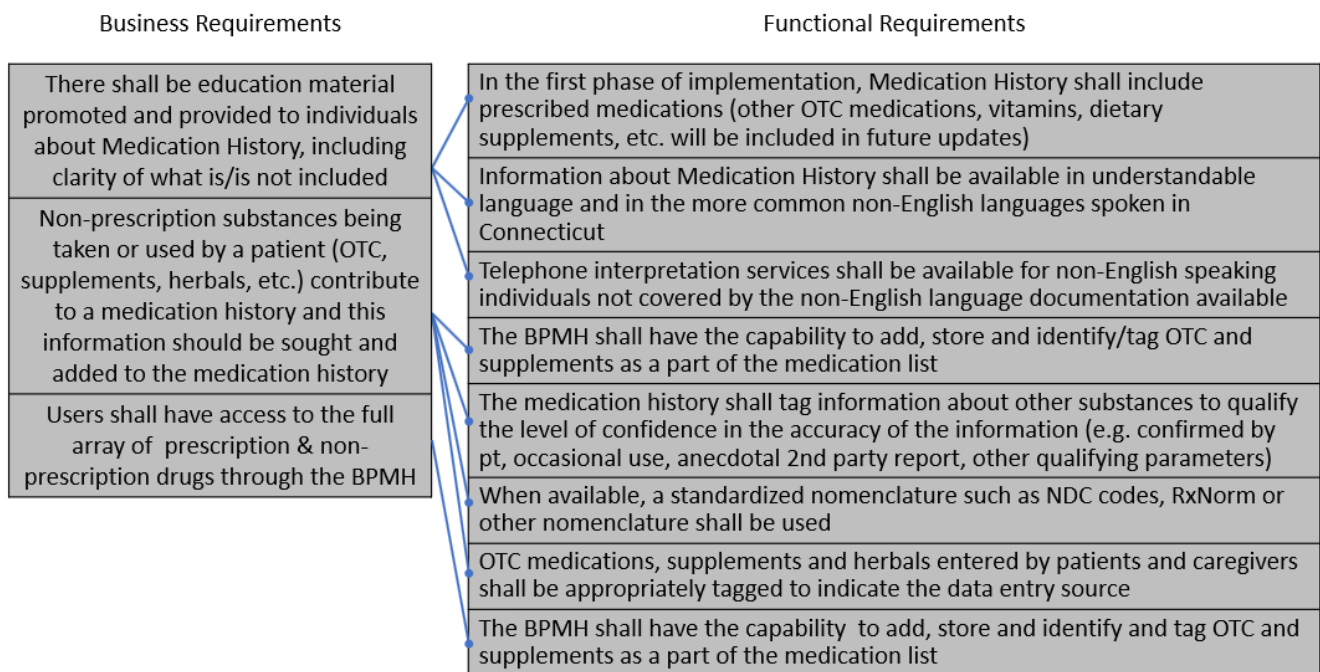 Business Requirements
Functional Requirements
There shall be education material
promoted and provided to individuals
about Medication History, including
clarity of what is/is not included
Non-prescription substances being
taken or used by a patient (OTC,
supplements, herbals, etc.) contribute
to a medication history and this
information should be sought and
added to the medication history
Users shall have access to the full
array of  prescription & non-
prescription drugs through the BPMH
In the first phase of implementation, Medication History shall include
prescribed medications (other OTC medications, vitamins, dietary
supplements, etc. will be included in future updates)
Information about Medication History shall be available in understandable
language and in the more common non-English languages spoken in
Connecticut
Telephone interpretation services shall be available for non-English speaking
individuals not covered by the non-English language documentation available
The BPMH shall have the capability to add, store and identify/tag OTC and
supplements as a part of the medication list
The medication history shall tag information about other substances to qualify
the level of confidence in the accuracy of the information (e.g. confirmed by
pt, occasional use, anecdotal 2nd party report, other qualifying parameters)
When available, a standardized nomenclature such as NDC codes, RxNorm or
other nomenclature shall be used
OTC medications, supplements and herbals entered by patients and caregivers
shall be appropriately tagged to indicate the data entry source
The BPMH shall have the capability  to add, store and identify and tag OTC and
supplements as a part of the medication list